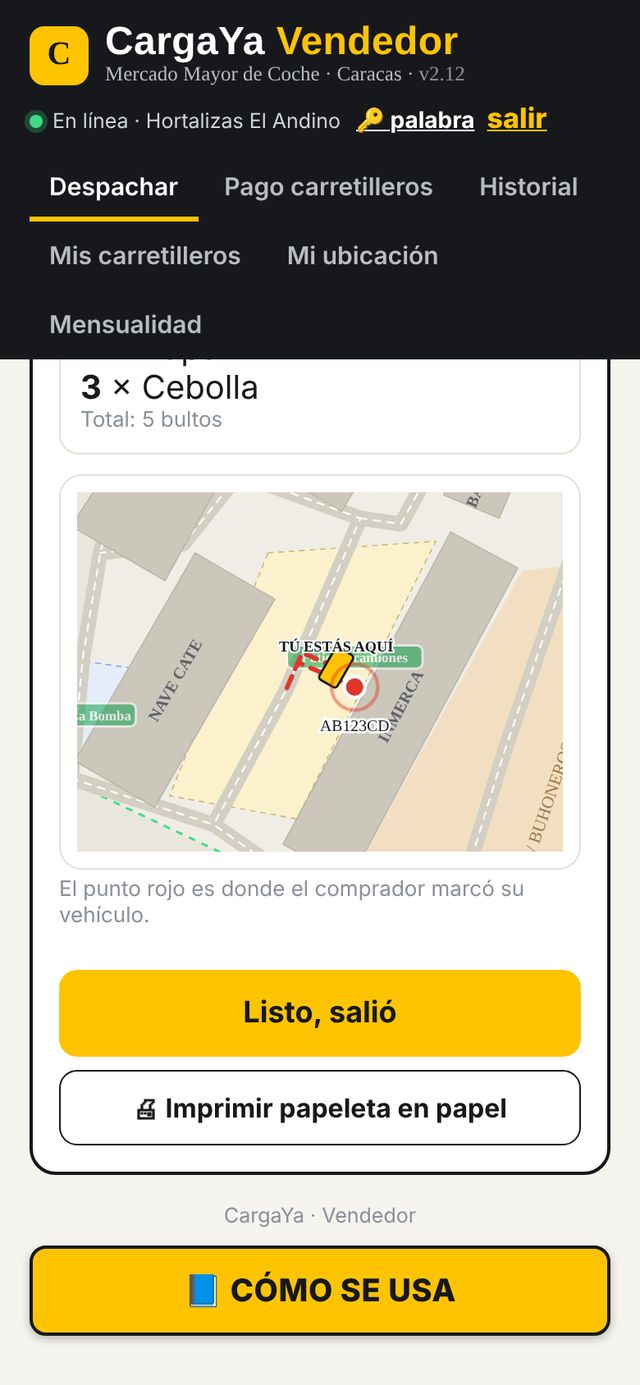 C
CargaYa Vendedor
Mercado Mayor de Coche · Caracas · v2.12
En línea · Hortalizas El Andino 🔑 palabra salir
Despachar Pago carretilleros Historial
Mis carretilleros Mi ubicación
Mensualidad
3 × Cebolla
Total: 5 bultos
NAVE CATE
TÚ ESTÁS AQUÍ
AB123CD
a Bomba
/ BUHONEROS
El punto rojo es donde el comprador marcó su
vehículo.
Listo, salió
🖨 Imprimir papeleta en papel
CargaYa · Vendedor
📘 CÓMO SE USA